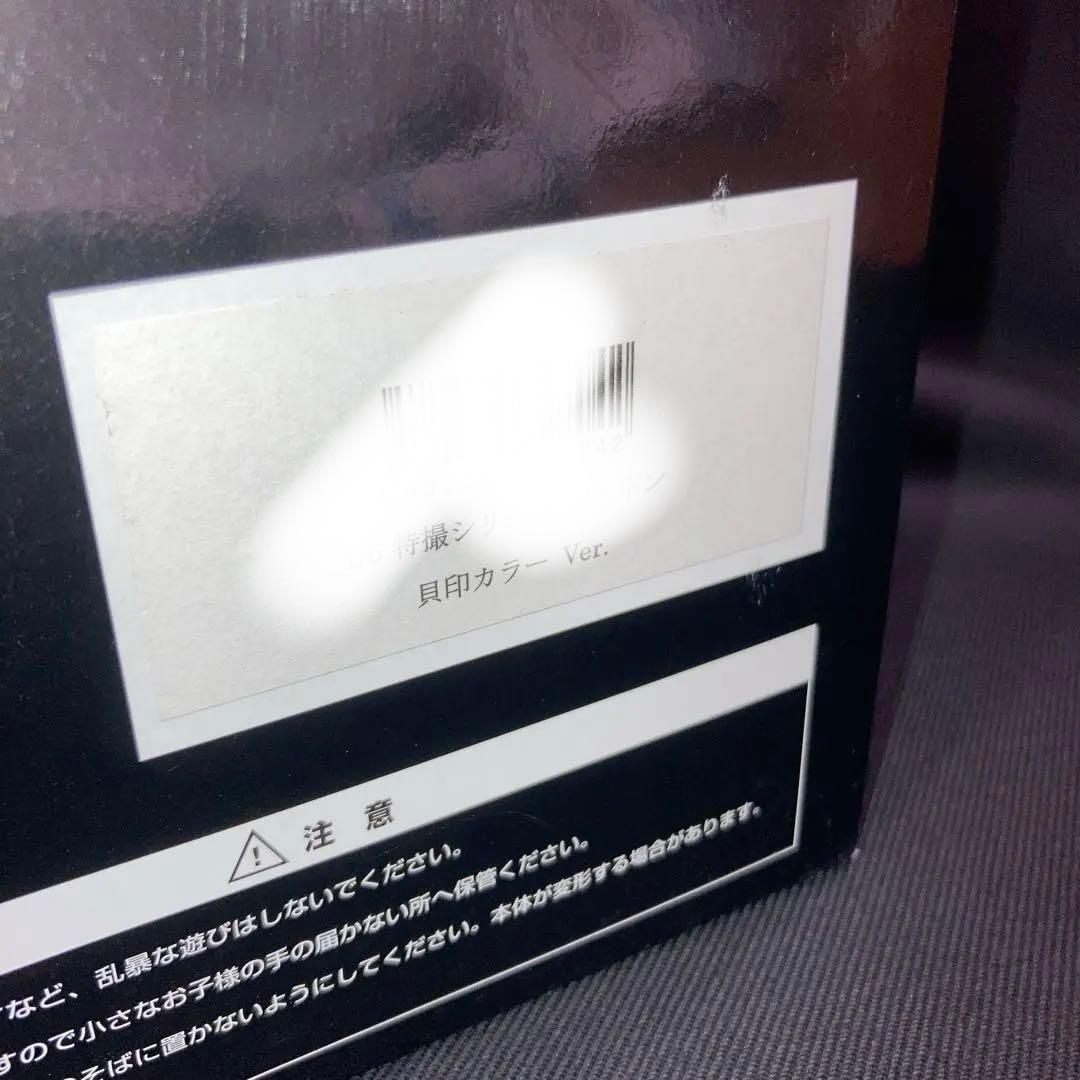 42
特撮シリ トン
貝印カラー Ver.
注意
乱暴な遊びはしないでください。
など、
すので小さなお子様の手の届かない所へ保管ください。
そばに置かないようにしてください。本体が変形する場合があります。